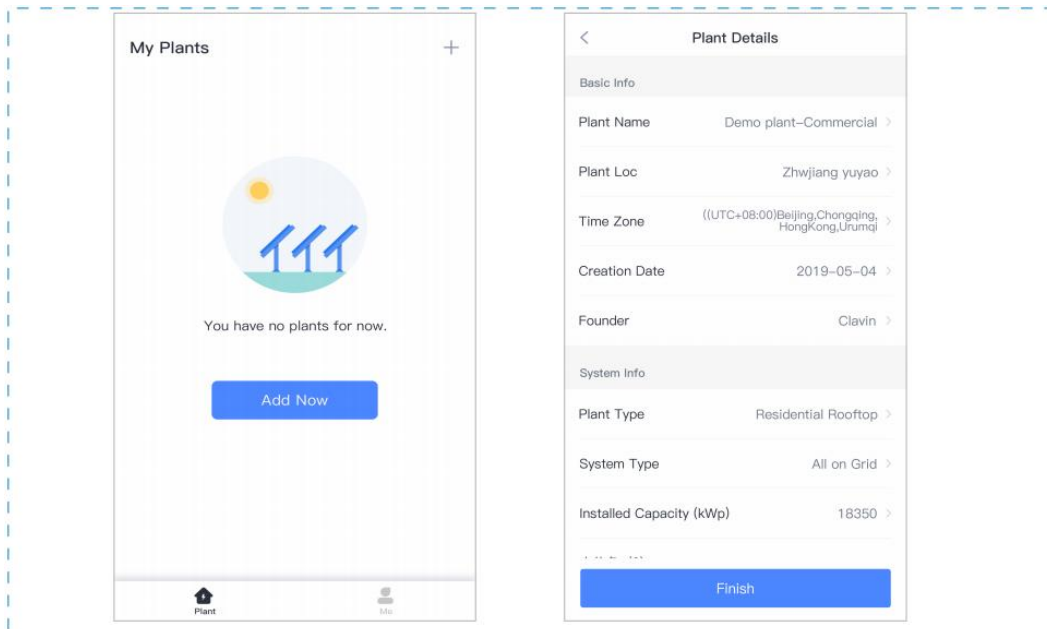 My Plants
+
You have no plants for now.
Add Now
Plant
Me
Plant Details
Basic Info
Plant Name Demo plant-Commercial
Plant Loc Zhwjiang yuyao
Time Zone ((UTC+08:00)Beijing,Chongqing,
HongKong,Urumqi
Creation Date 2019-05-04
Founder Clavin
System Info
Plant Type Residential Rooftop
System Type All on Grid
Installed Capacity (kWp) 18350
Finish